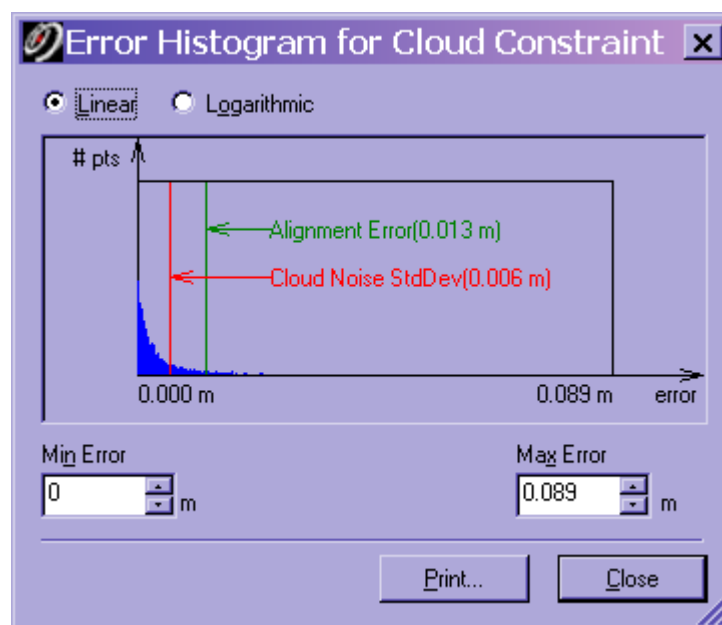 Error Histogram for Cloud Constraint
Linear
Logarithmic
# pts
Alignment Error(0.013 m)
Cloud Noise StdDev(0.006 m)
0.000 m
0.089 m
error
Min Error
Max Error
0
m
0.089
m
Print...
Close